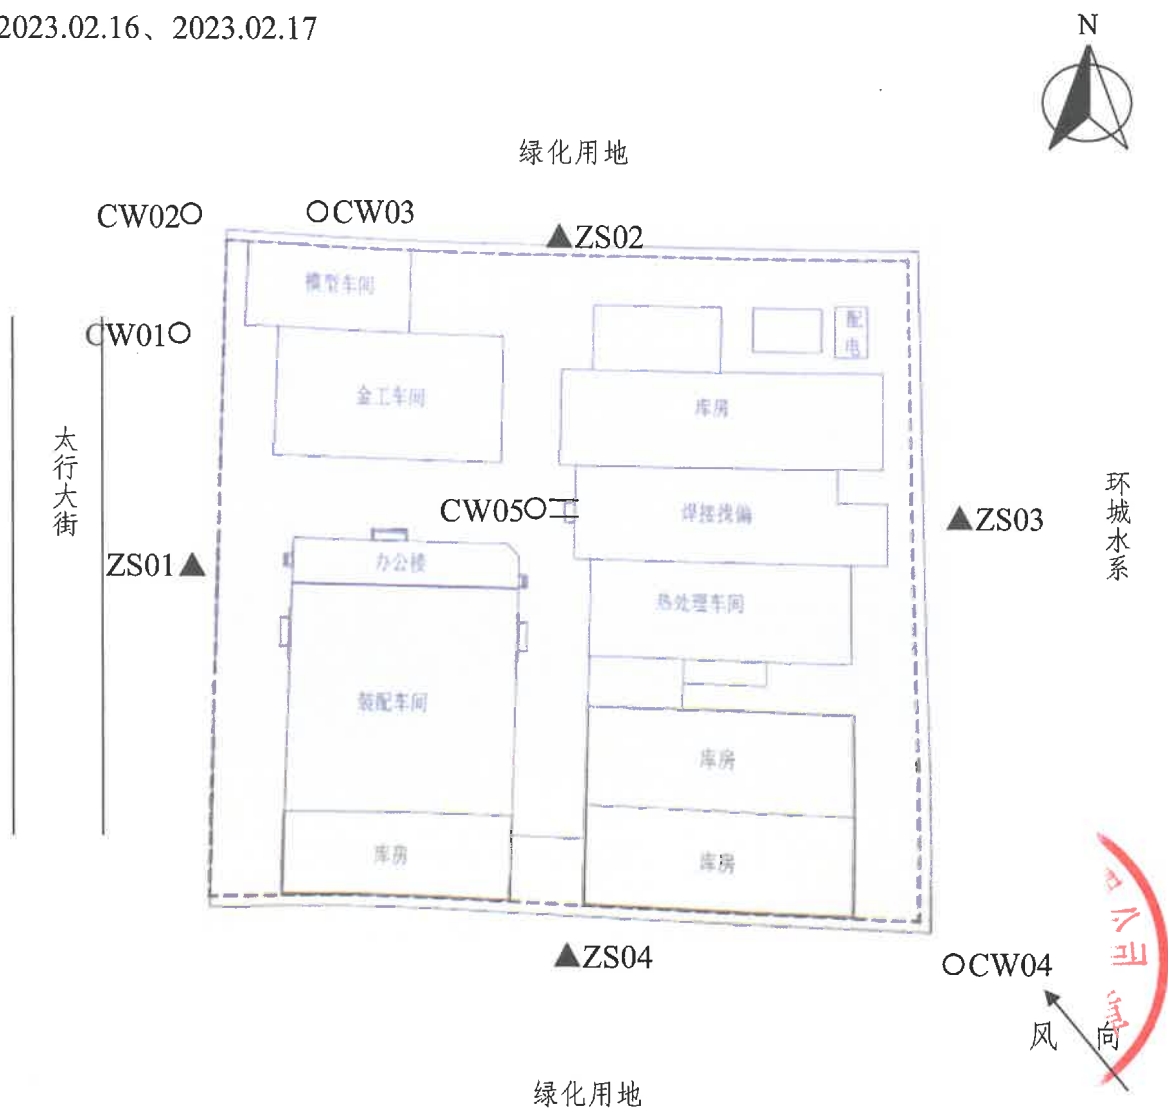 2023.02.16、2023.02.17
N
绿化用地
CW02
CW03
ZS02
模型车间
CW01
配电
金工车间
库房
太行大街
CW05
焊接找偏
ZS03
环城水系
ZS01
办公楼
热处理车间
装配车间
库房
库房
库房
ZS04
CW04
风向
绿化用地